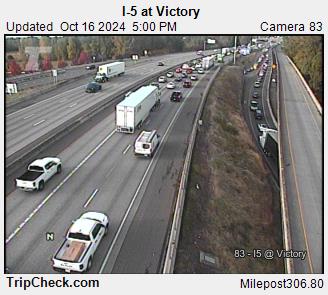 I-5 at Victory
Updated  Oct 16 2024  5:00 PM
Camera 83
N
83 - I5 @ Victory
TripCheck.com
Milepost306.80